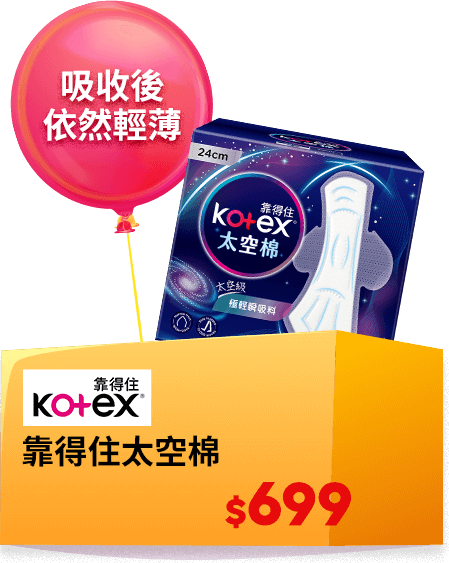 吸收後
依然輕薄
24cm
靠得住
Kotex®
太空棉
太空級
極輕瞬吸料
靠得住
Kotex®
靠得住太空棉
$699